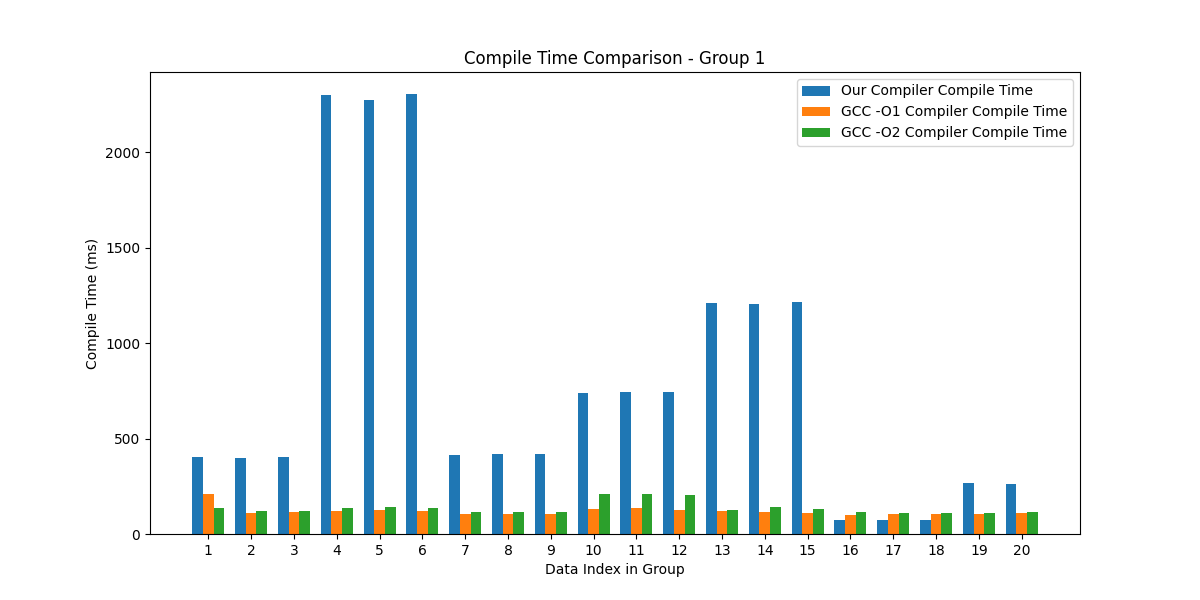 Compile Time Comparison - Group 1
Our Compiler Compile Time
GCC -O1 Compiler Compile Time
GCC -O2 Compiler Compile Time
Compile Time (ms)
2000
1500
1000
500
0
1 2 3 4 5 6 7 8 9 10 11 12 13 14 15 16 17 18 19 20
Data Index in Group